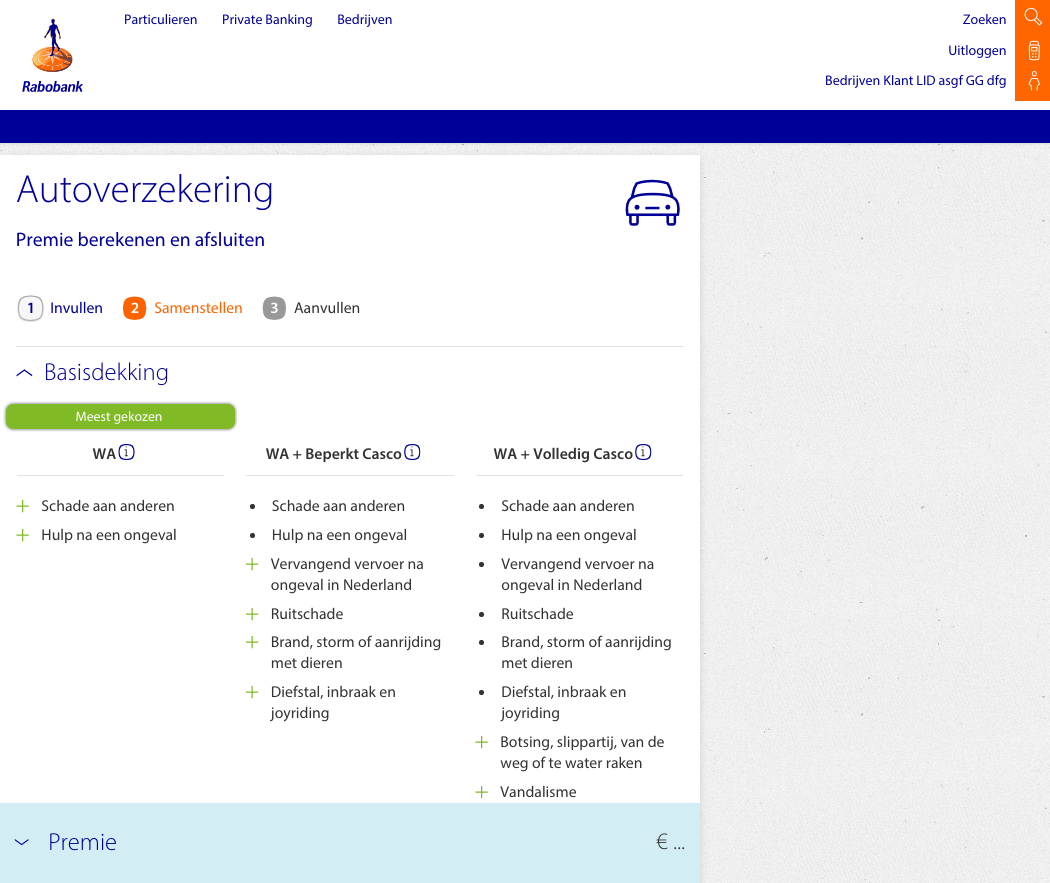 Particulieren Private Banking Bedrijven
Zoeken
Uitloggen
Bedrijven Klant LID asgf GG dfg
Rabobank
Autoverzekering
Premie berekenen en afsluiten
1 Invullen 2 Samenstellen 3 Aanvullen
Basisdekking
Meest gekozen
WA i
Schade aan anderen
Hulp na een ongeval
WA + Beperkt Casco i
Schade aan anderen
Hulp na een ongeval
Vervangend vervoer na
ongeval in Nederland
Ruitschade
Brand, storm of aanrijding
met dieren
Diefstal, inbraak en
joyriding
WA + Volledig Casco i
Schade aan anderen
Hulp na een ongeval
Vervangend vervoer na
ongeval in Nederland
Ruitschade
Brand, storm of aanrijding
met dieren
Diefstal, inbraak en
joyriding
Botsing, slippartij, van de
weg of te water raken
Vandalisme
Premie € ...